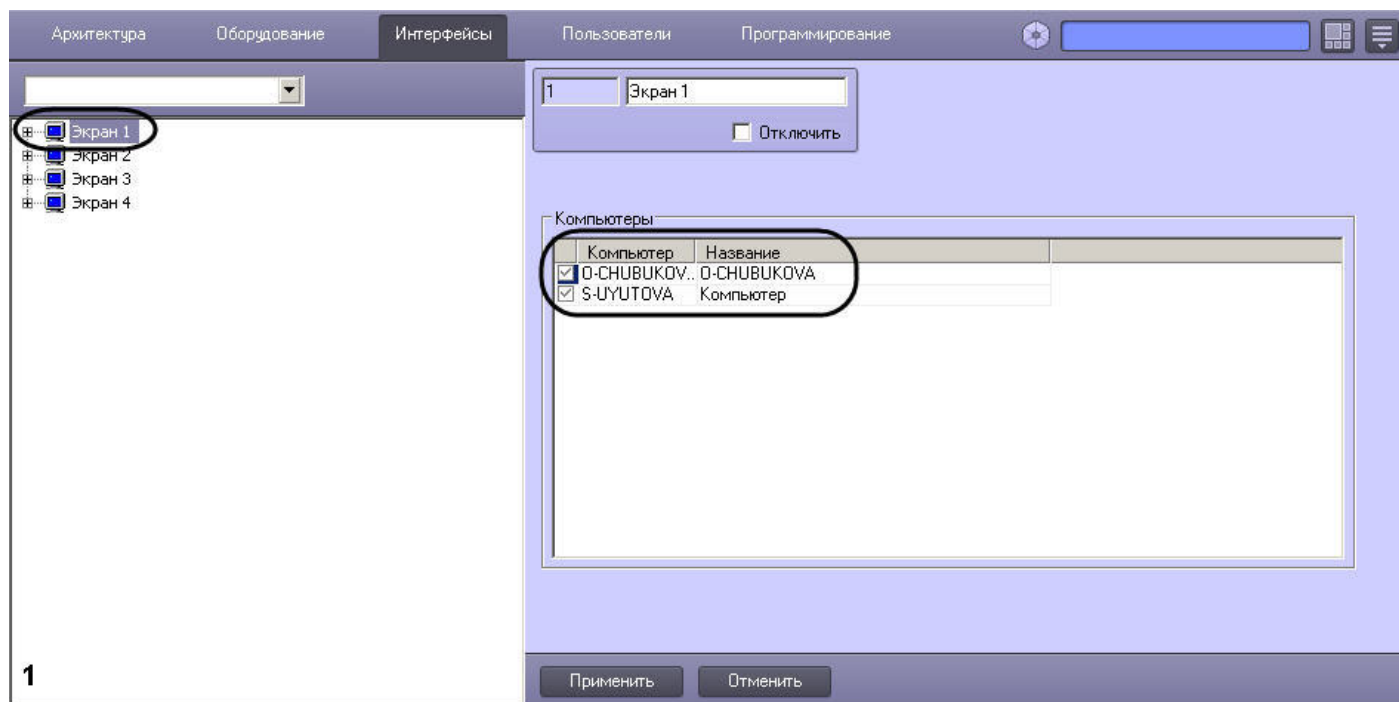 Архитектура Оборудование Интерфейсы Пользователи Программирование
1 Экран 1
Отключить
Экран 1
Экран 2
Экран 3
Экран 4
Компьютеры
Компьютер Название
O-CHUBUKOV.. O-CHUBUKOVA
S-UYUTOVA Компьютер
1
Применить Отменить